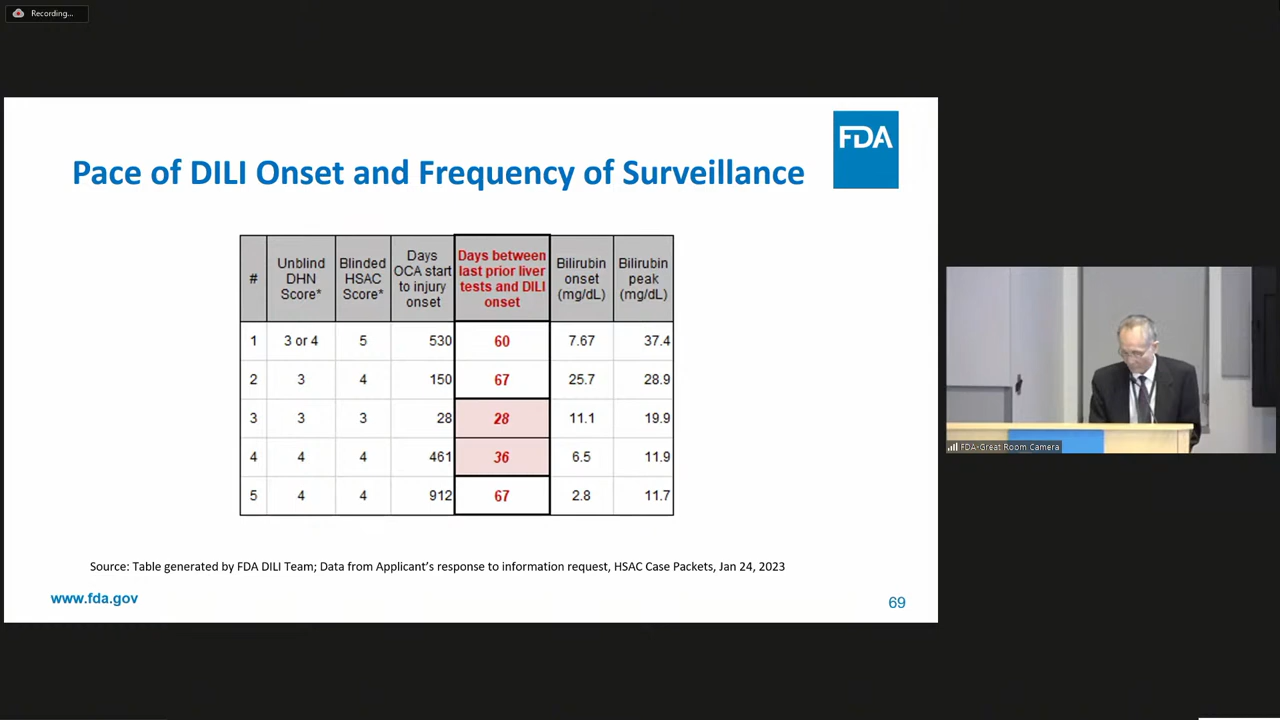 Recording...
FDA
Pace of DILI Onset and Frequency of Surveillance
#
Unblind
DHN
Score*
Blinded
HSAC
Score*
Days
OCA start
to injury
onset
Days between
last prior liver
tests and DILI
onset
Bilirubin
onset
(mg/dL)
Bilirubin
peak
(mg/dL)
1 3 or 4 5 530 60 7.67 37.4
2 3 4 150 67 25.7 28.9
3 3 3 28 28 11.1 19.9
4 4 4 461 36 6.5 11.9
5 4 4 912 67 2.8 11.7
Source: Table generated by FDA DILI Team; Data from Applicant's response to information request, HSAC Case Packets, Jan 24, 2023
www.fda.gov
69
FDA-Great Room Camera